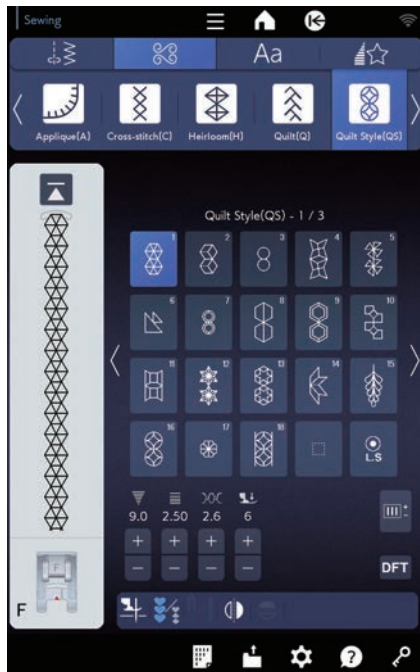 Sewing
Aa
Applique(A) Cross-stitch(C) Heirloom(H) Quilt(Q) Quilt Style(QS)
Quilt Style(QS) - 1 / 3
1 2 3 4 5
6 7 8 9 10
11 12 13 14 15
16 17 18 L.S
9.0 2.50 2.6 6
+ + + +
− − − −
DFT
F
?